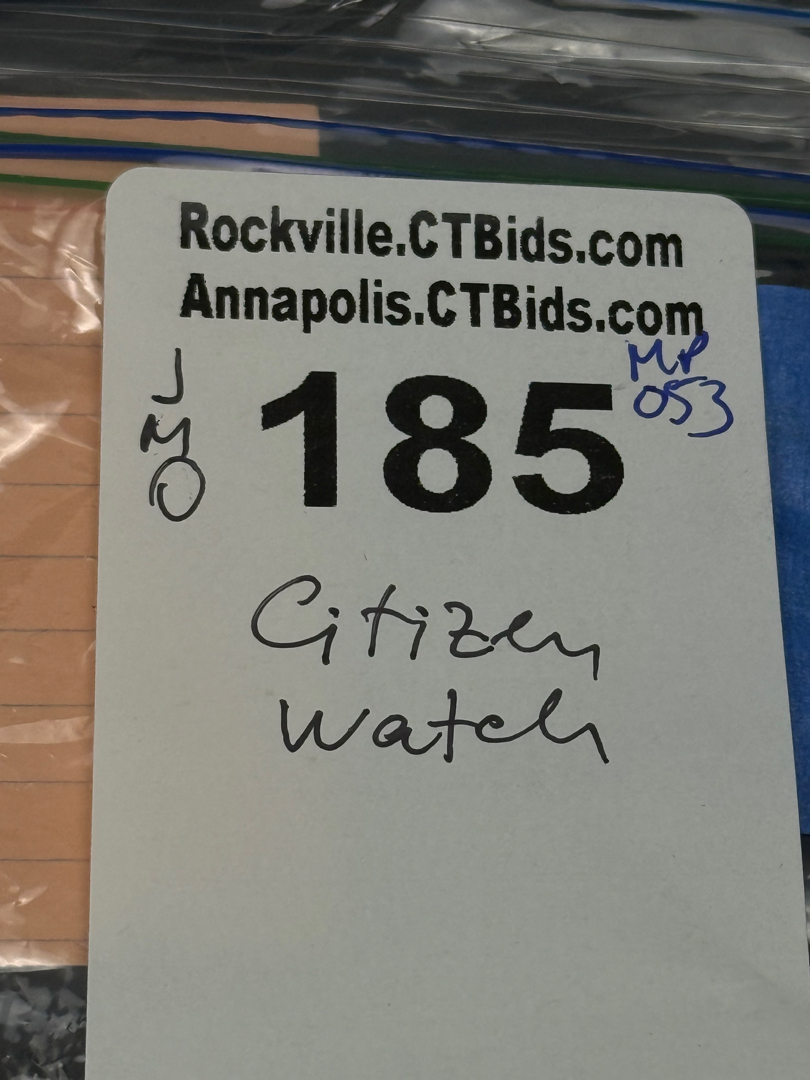 Rockville.CTBids.com
Annapolis.CTBids.com
MP
053
J
M
O
185
Citizen
Watch